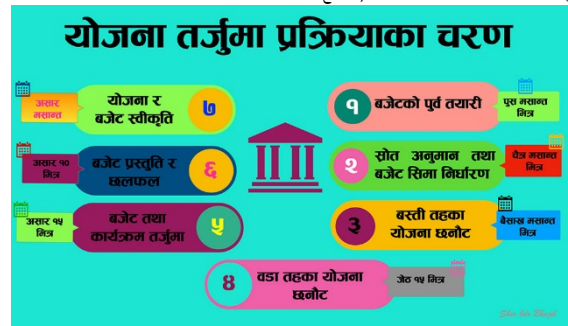 योजना तर्जुमा प्रक्रियाका चरण
१
बजेटको पुर्व तयारी
पुस मसान्त
भित्र
२
स्रोत अनुमान तथा
बजेट सिमा निर्धारण
चैत्र मसान्त
भित्र
३
बस्ती तहका
योजना छनौट
बैसाख मसान्त
भित्र
४
वडा तहका योजना
छनौट
जेठ १५ भित्र
५
बजेट तथा
कार्यक्रम तर्जुमा
असार १५
भित्र
६
बजेट प्रस्तुति र
छलफल
असार १०
भित्र
७
योजना र
बजेट स्वीकृति
असार
मसान्त